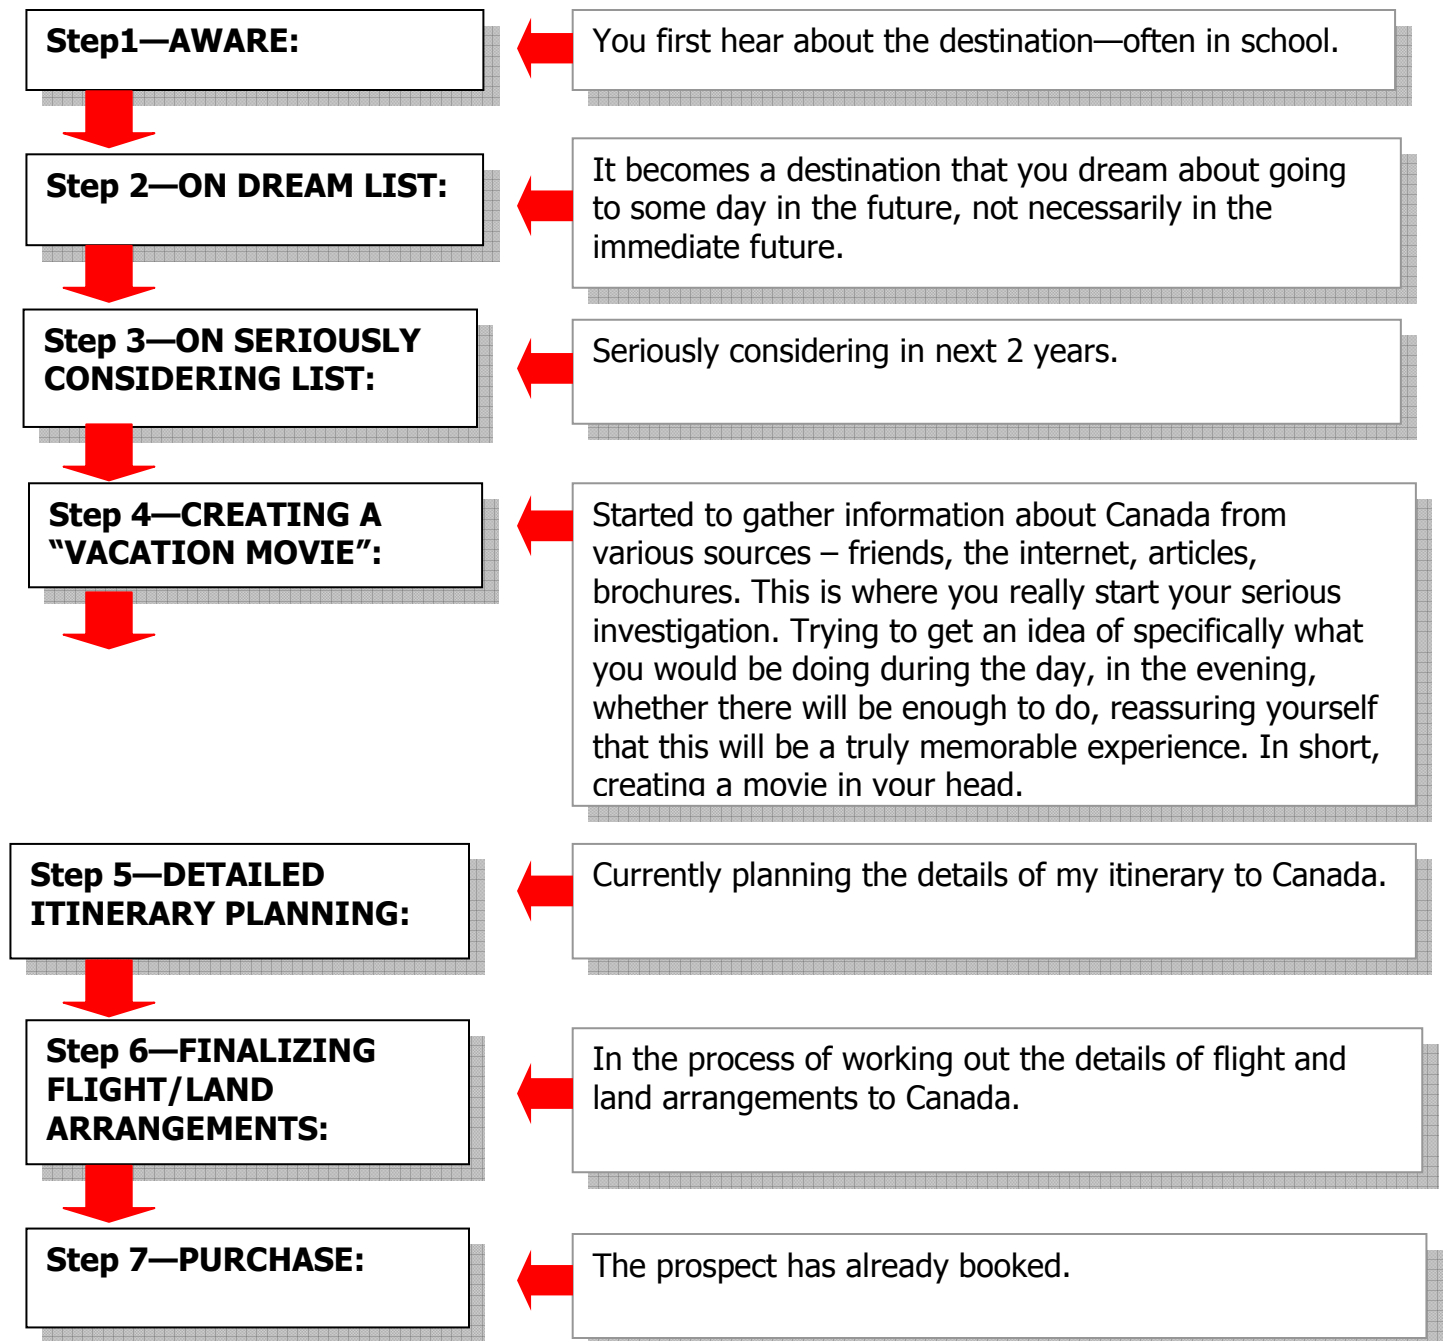 Step1—AWARE:
You first hear about the destination—often in school.
Step 2—ON DREAM LIST:
It becomes a destination that you dream about going
to some day in the future, not necessarily in the
immediate future.
Step 3—ON SERIOUSLY
CONSIDERING LIST:
Seriously considering in next 2 years.
Step 4—CREATING A
“VACATION MOVIE”:
Started to gather information about Canada from
various sources – friends, the internet, articles,
brochures. This is where you really start your serious
investigation. Trying to get an idea of specifically what
you would be doing during the day, in the evening,
whether there will be enough to do, reassuring yourself
that this will be a truly memorable experience. In short,
creating a movie in your head.
Step 5—DETAILED
ITINERARY PLANNING:
Currently planning the details of my itinerary to Canada.
Step 6—FINALIZING
FLIGHT/LAND
ARRANGEMENTS:
In the process of working out the details of flight and
land arrangements to Canada.
Step 7—PURCHASE:
The prospect has already booked.